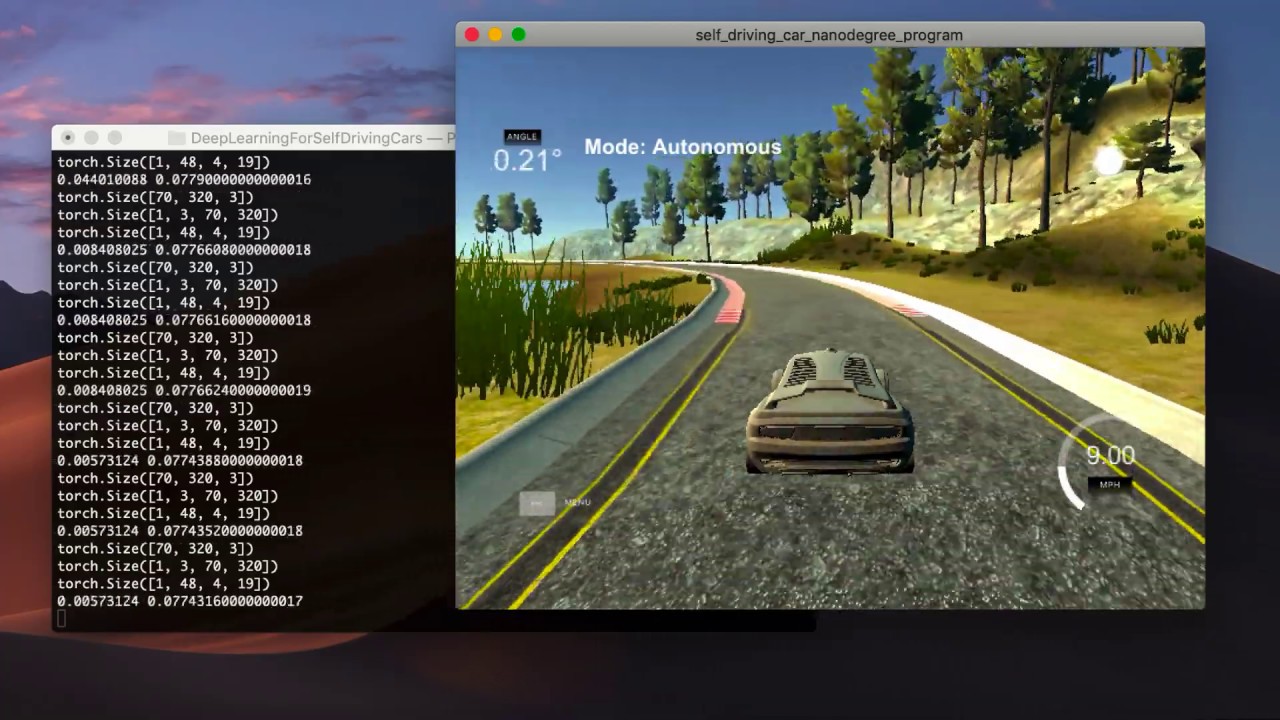 self_driving_car_nanodegree_program
DeepLearningForSelfDrivingCars — P
torch.Size([1, 48, 4, 19])
0.044010088 0.07790000000000016
torch.Size([70, 320, 3])
torch.Size([1, 3, 70, 320])
torch.Size([1, 48, 4, 19])
0.008408025 0.07766080000000018
torch.Size([70, 320, 3])
torch.Size([1, 3, 70, 320])
torch.Size([1, 48, 4, 19])
0.008408025 0.07766160000000018
torch.Size([70, 320, 3])
torch.Size([1, 3, 70, 320])
torch.Size([1, 48, 4, 19])
0.008408025 0.07766240000000019
torch.Size([70, 320, 3])
torch.Size([1, 3, 70, 320])
torch.Size([1, 48, 4, 19])
0.00573124 0.07743880000000018
torch.Size([70, 320, 3])
torch.Size([1, 3, 70, 320])
torch.Size([1, 48, 4, 19])
0.00573124 0.07743520000000018
torch.Size([70, 320, 3])
torch.Size([1, 3, 70, 320])
torch.Size([1, 48, 4, 19])
0.00573124 0.07743160000000017
ANGLE
0.21°
Mode: Autonomous
9.00
MPH
MENU